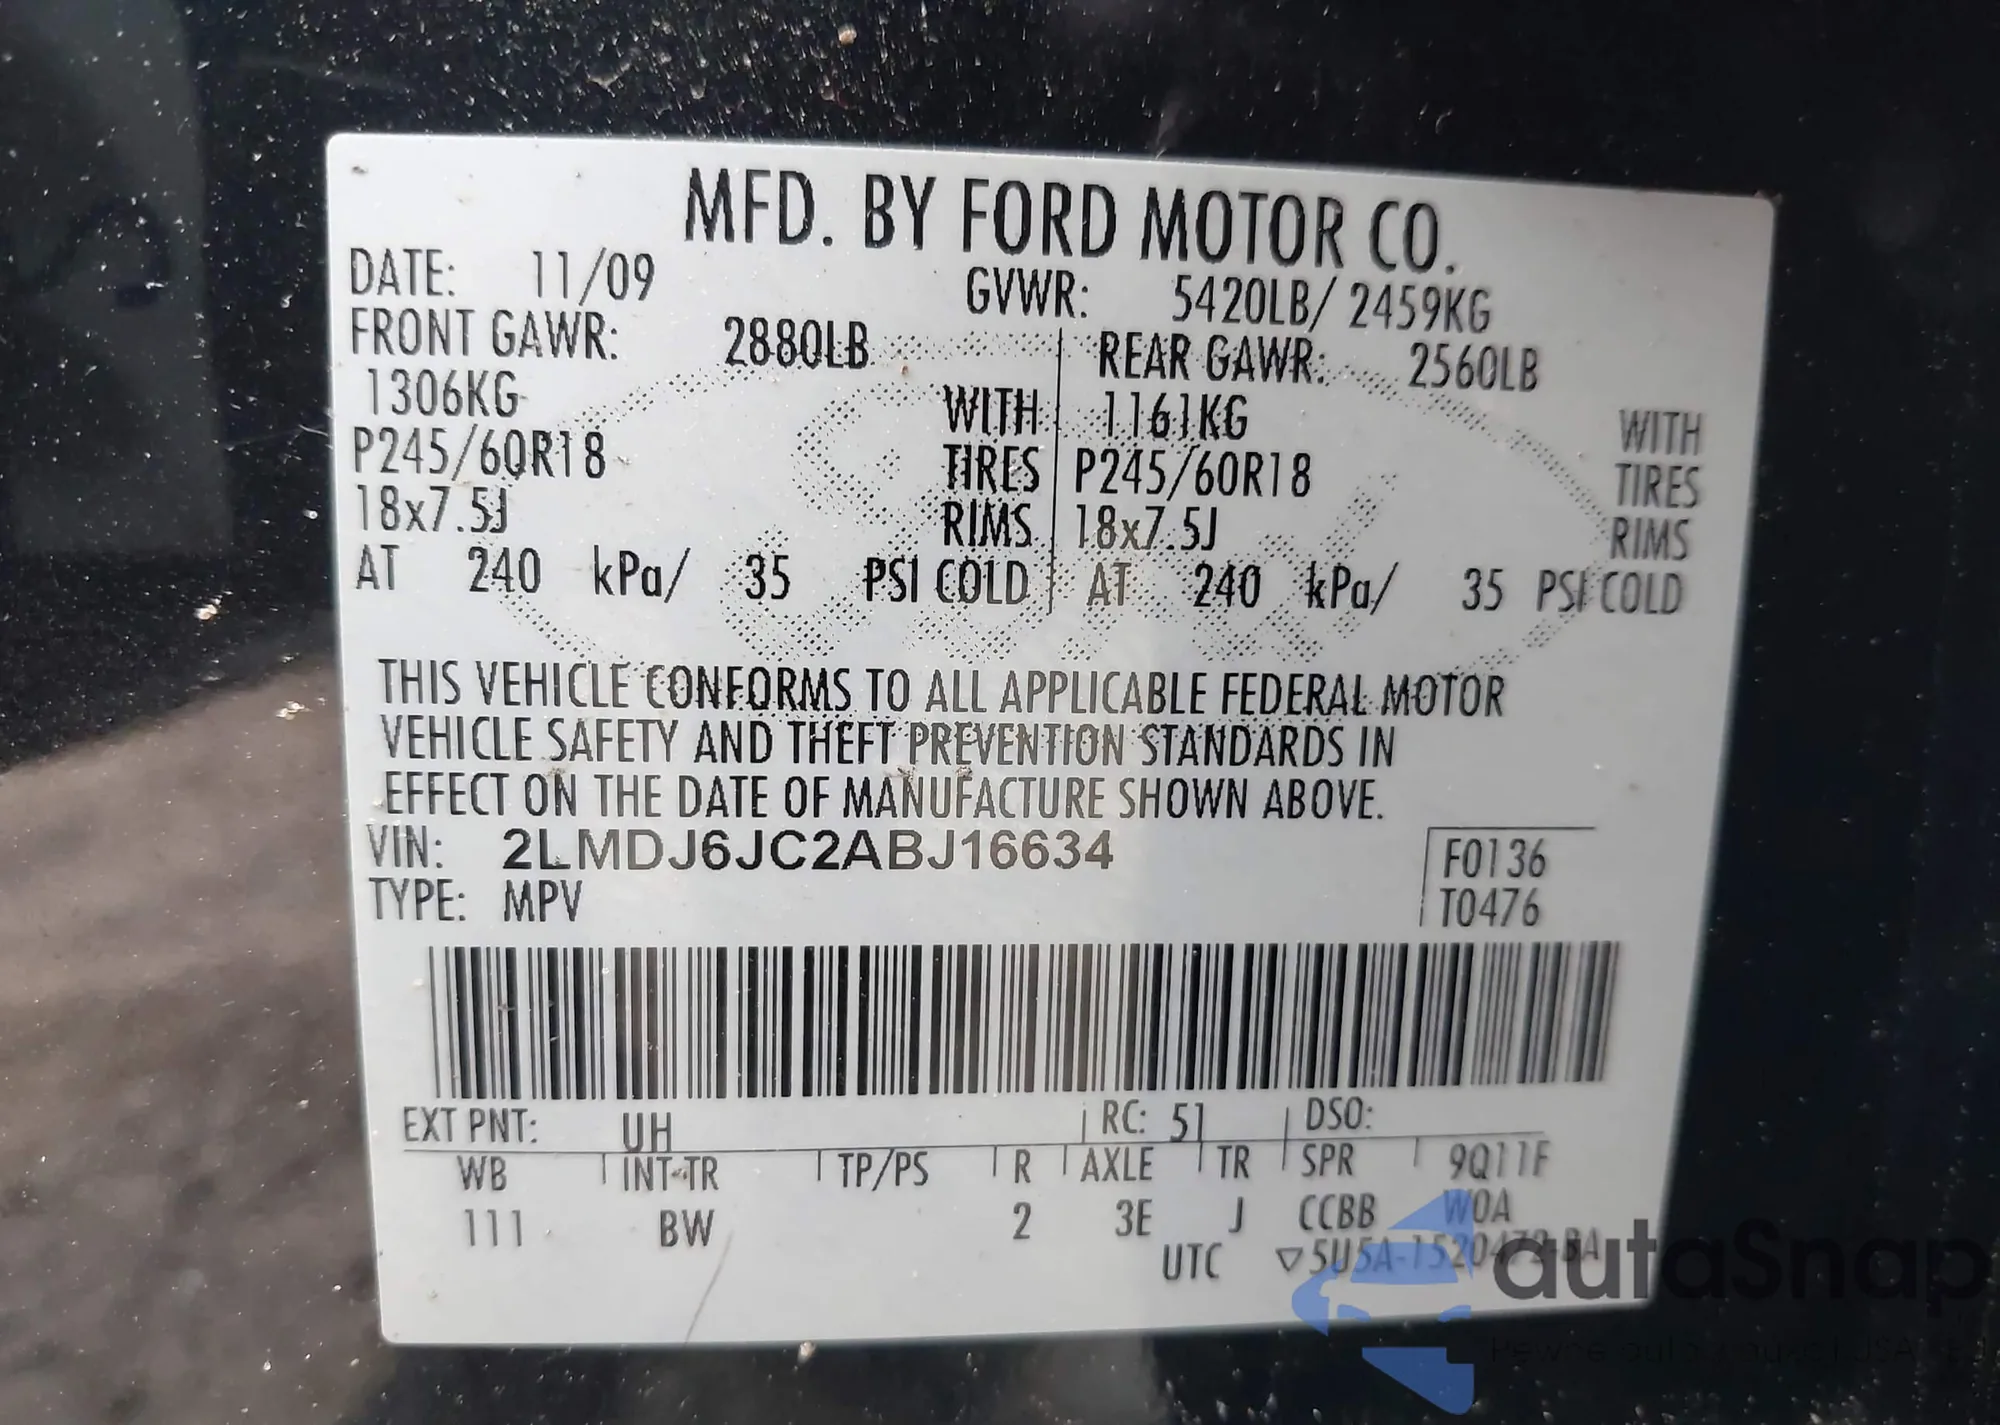 MFD. BY FORD MOTOR CO.
DATE: 11/09 GVWR: 5420LB/ 2459KG
FRONT GAWR: 2880LB REAR GAWR: 2560LB
1306KG WITH 1161KG WITH
P245/60R18 TIRES P245/60R18 TIRES
18x7.5J RIMS 18x7.5J RIMS
AT 240 kPa/ 35 PSI COLD AT 240 kPa/ 35 PSI COLD
THIS VEHICLE CONFORMS TO ALL APPLICABLE FEDERAL MOTOR
VEHICLE SAFETY AND THEFT PREVENTION STANDARDS IN
EFFECT ON THE DATE OF MANUFACTURE SHOWN ABOVE.
VIN: 2LMDJ6JC2ABJ16634 F0136
TYPE: MPV T0476
EXT PNT: UH RC: 51 DSO:
WB INT TR TP/PS R AXLE TR SPR 9Q11F
111 BW 2 3E J CCBB W0A
UTC ▽5U5A-1520472-BA
autaSnap